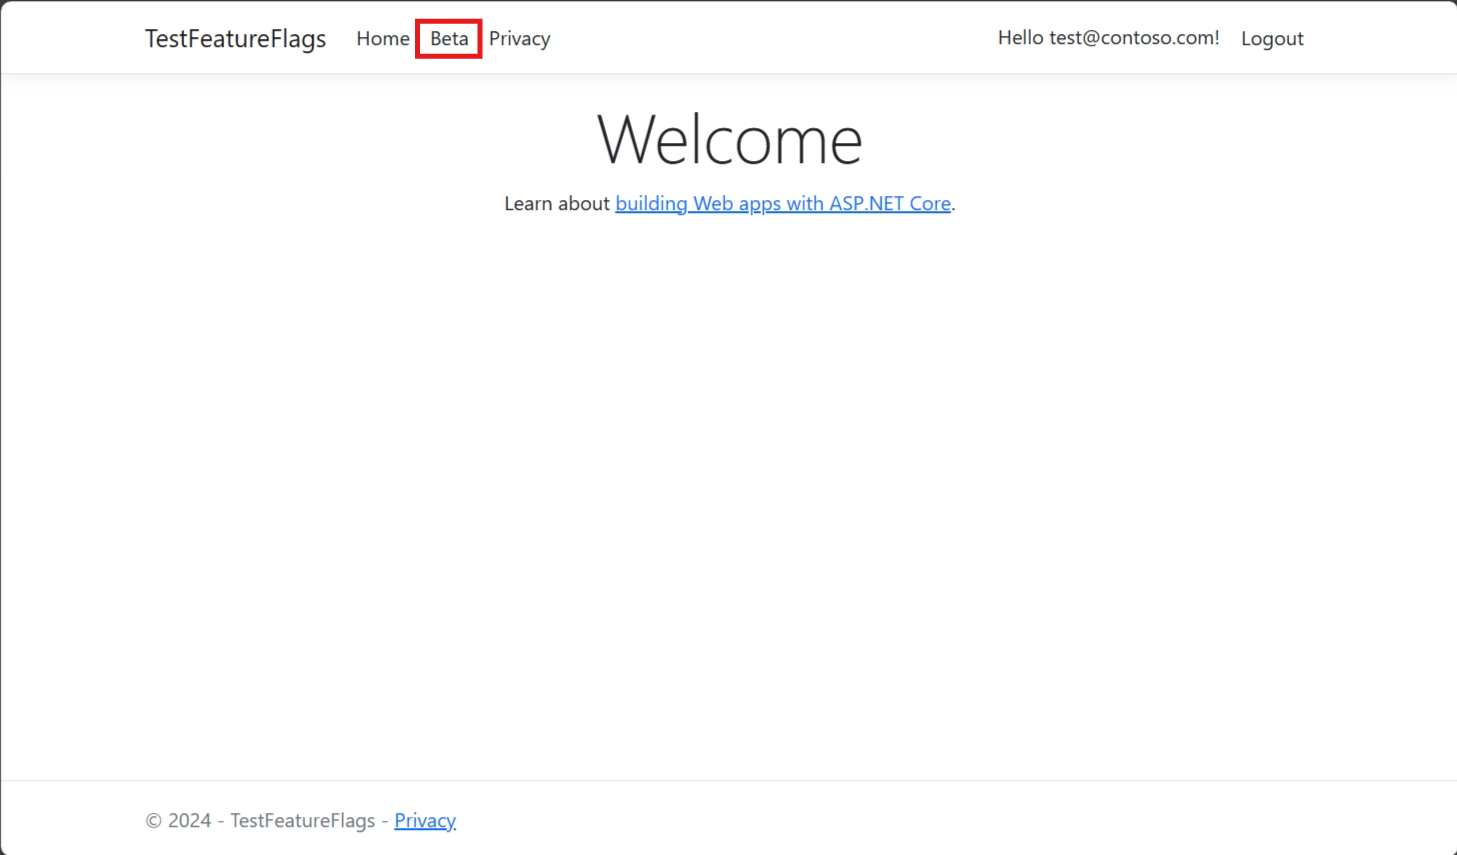 TestFeatureFlags Home Beta Privacy Hello test@contoso.com! Logout
Welcome
Learn about building Web apps with ASP.NET Core.
© 2024 - TestFeatureFlags - Privacy